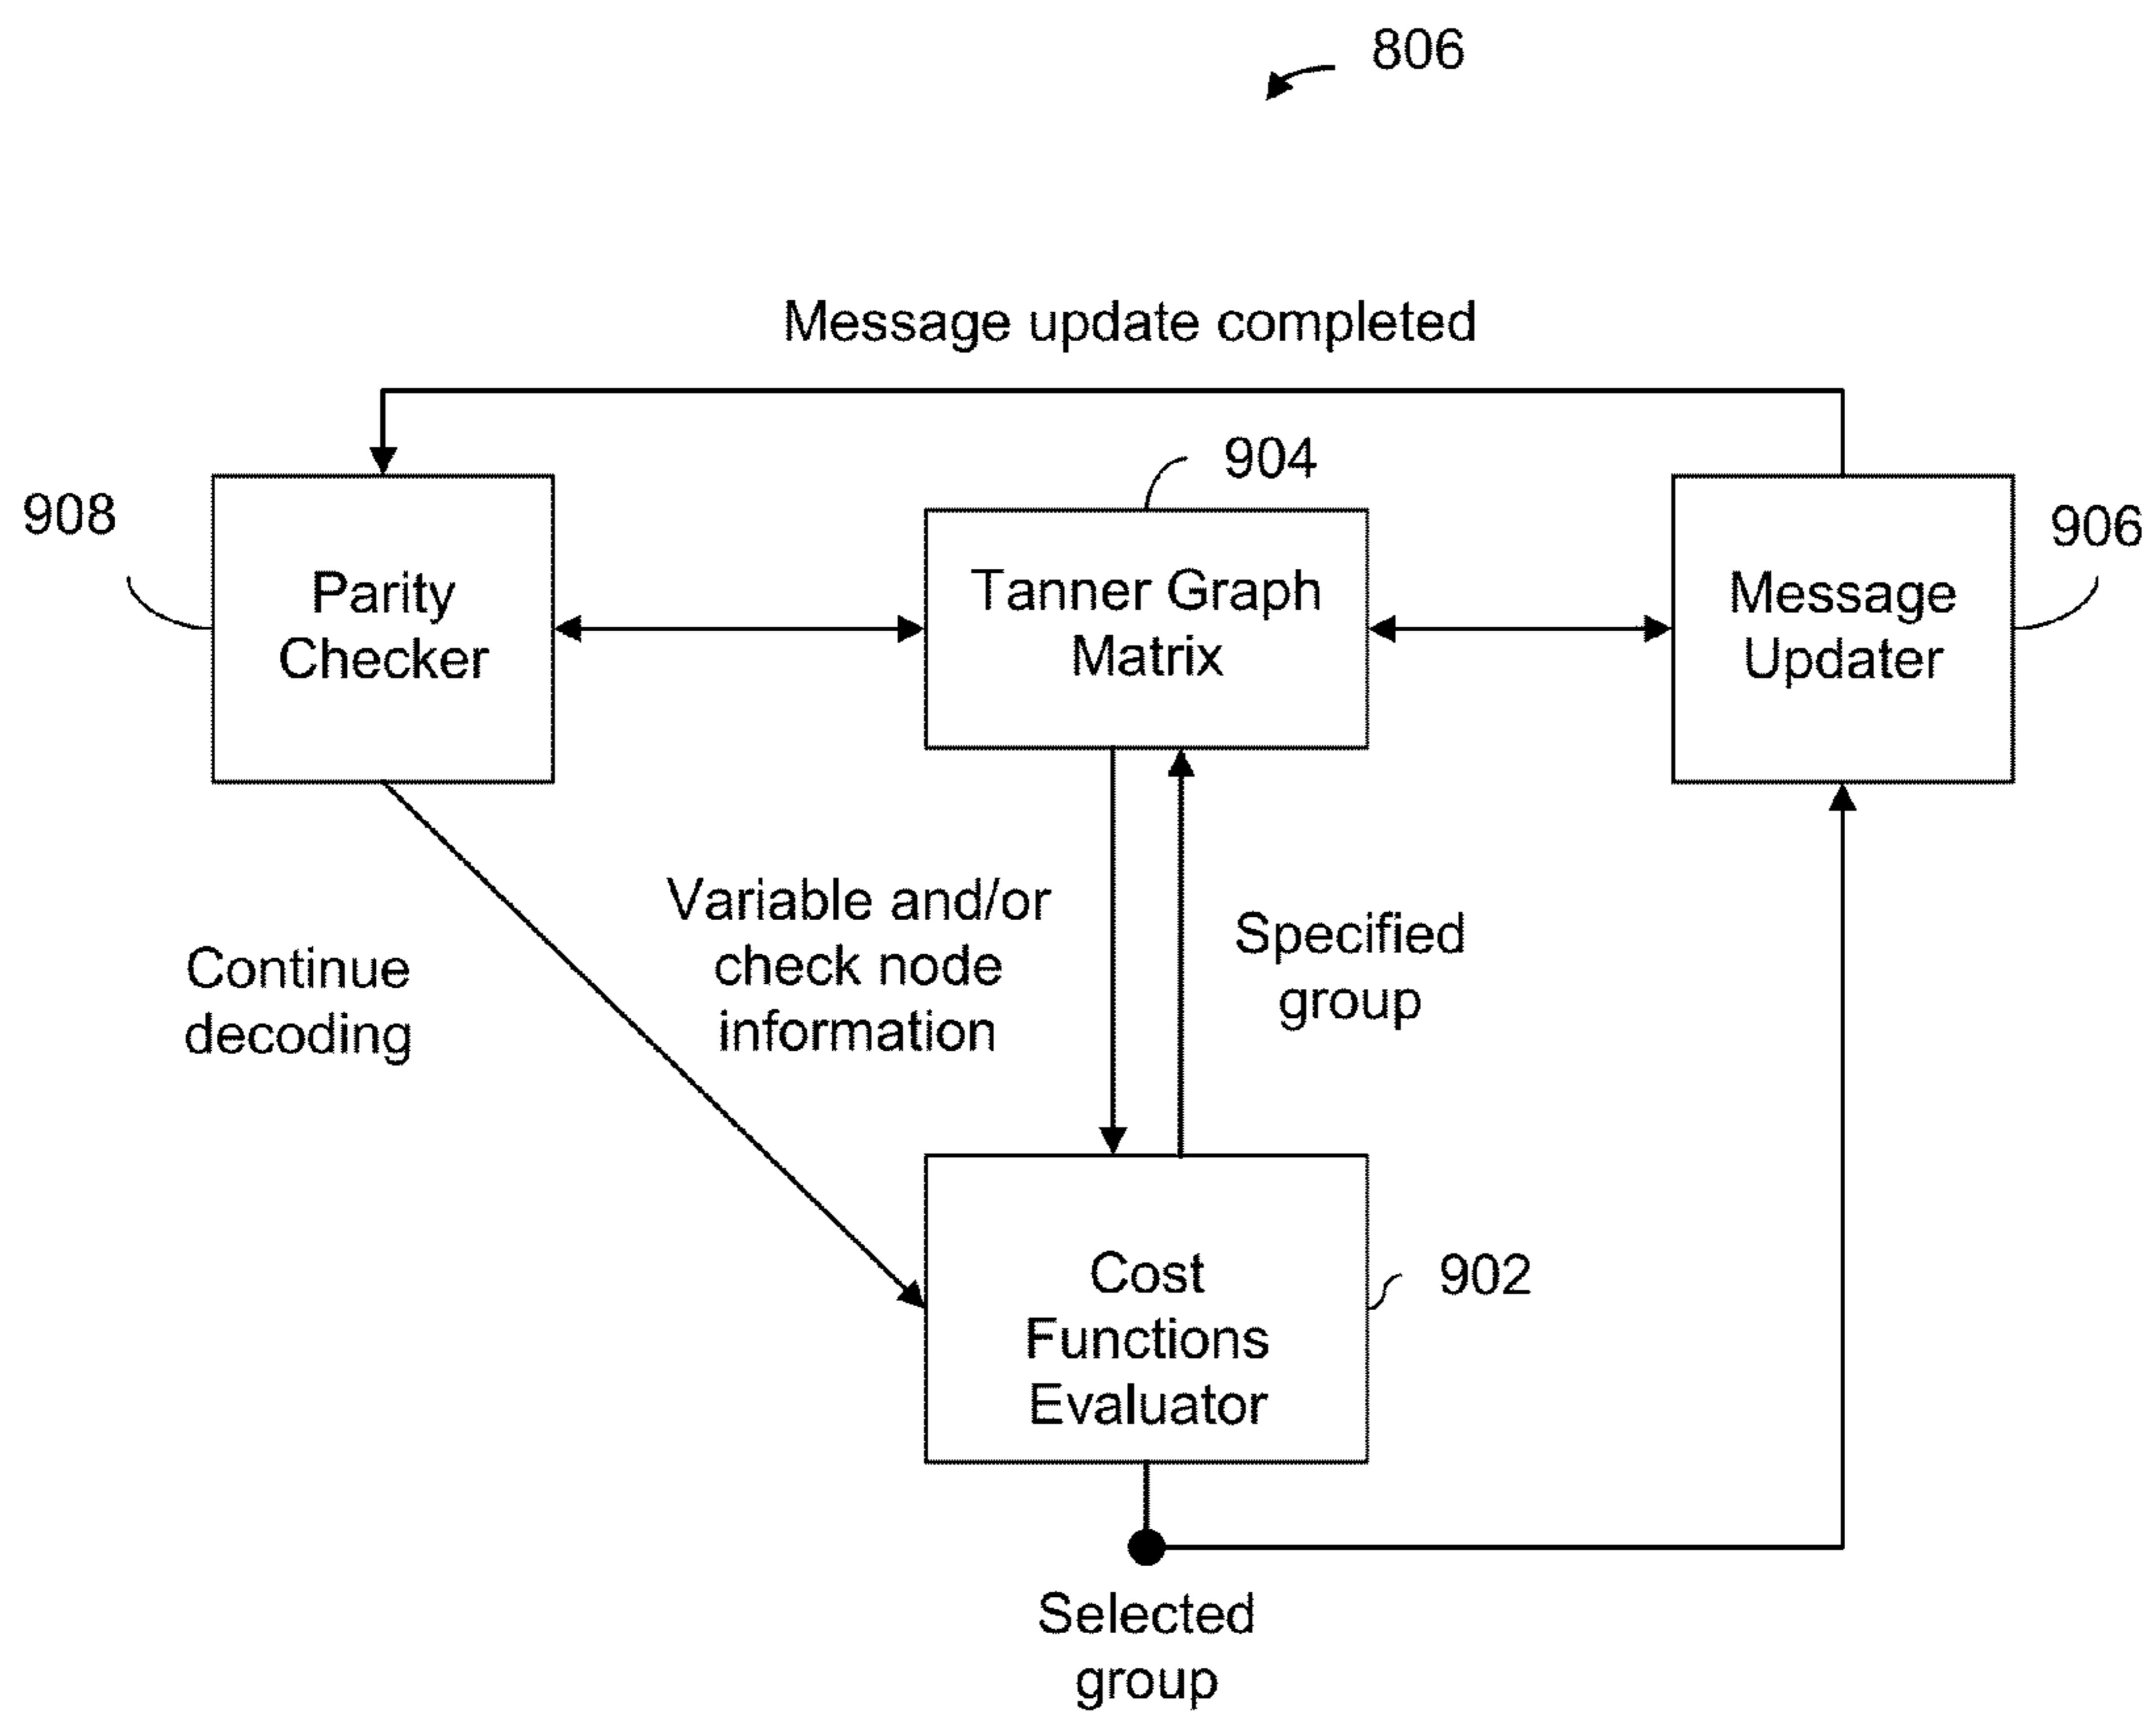 806
Message update completed
904
908
906
Parity
Checker
Tanner Graph
Matrix
Message
Updater
Variable and/or
check node
information
Specified
group
Continue
decoding
Cost
Functions
Evaluator
902
Selected
group